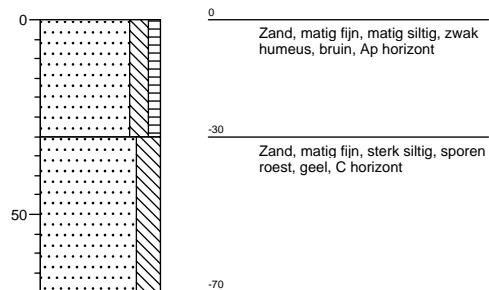 0
0
Zand, matig fijn, matig siltig, zwak
humeus, bruin, Ap horizont
-30
Zand, matig fijn, sterk siltig, sporen
roest, geel, C horizont
50
-70